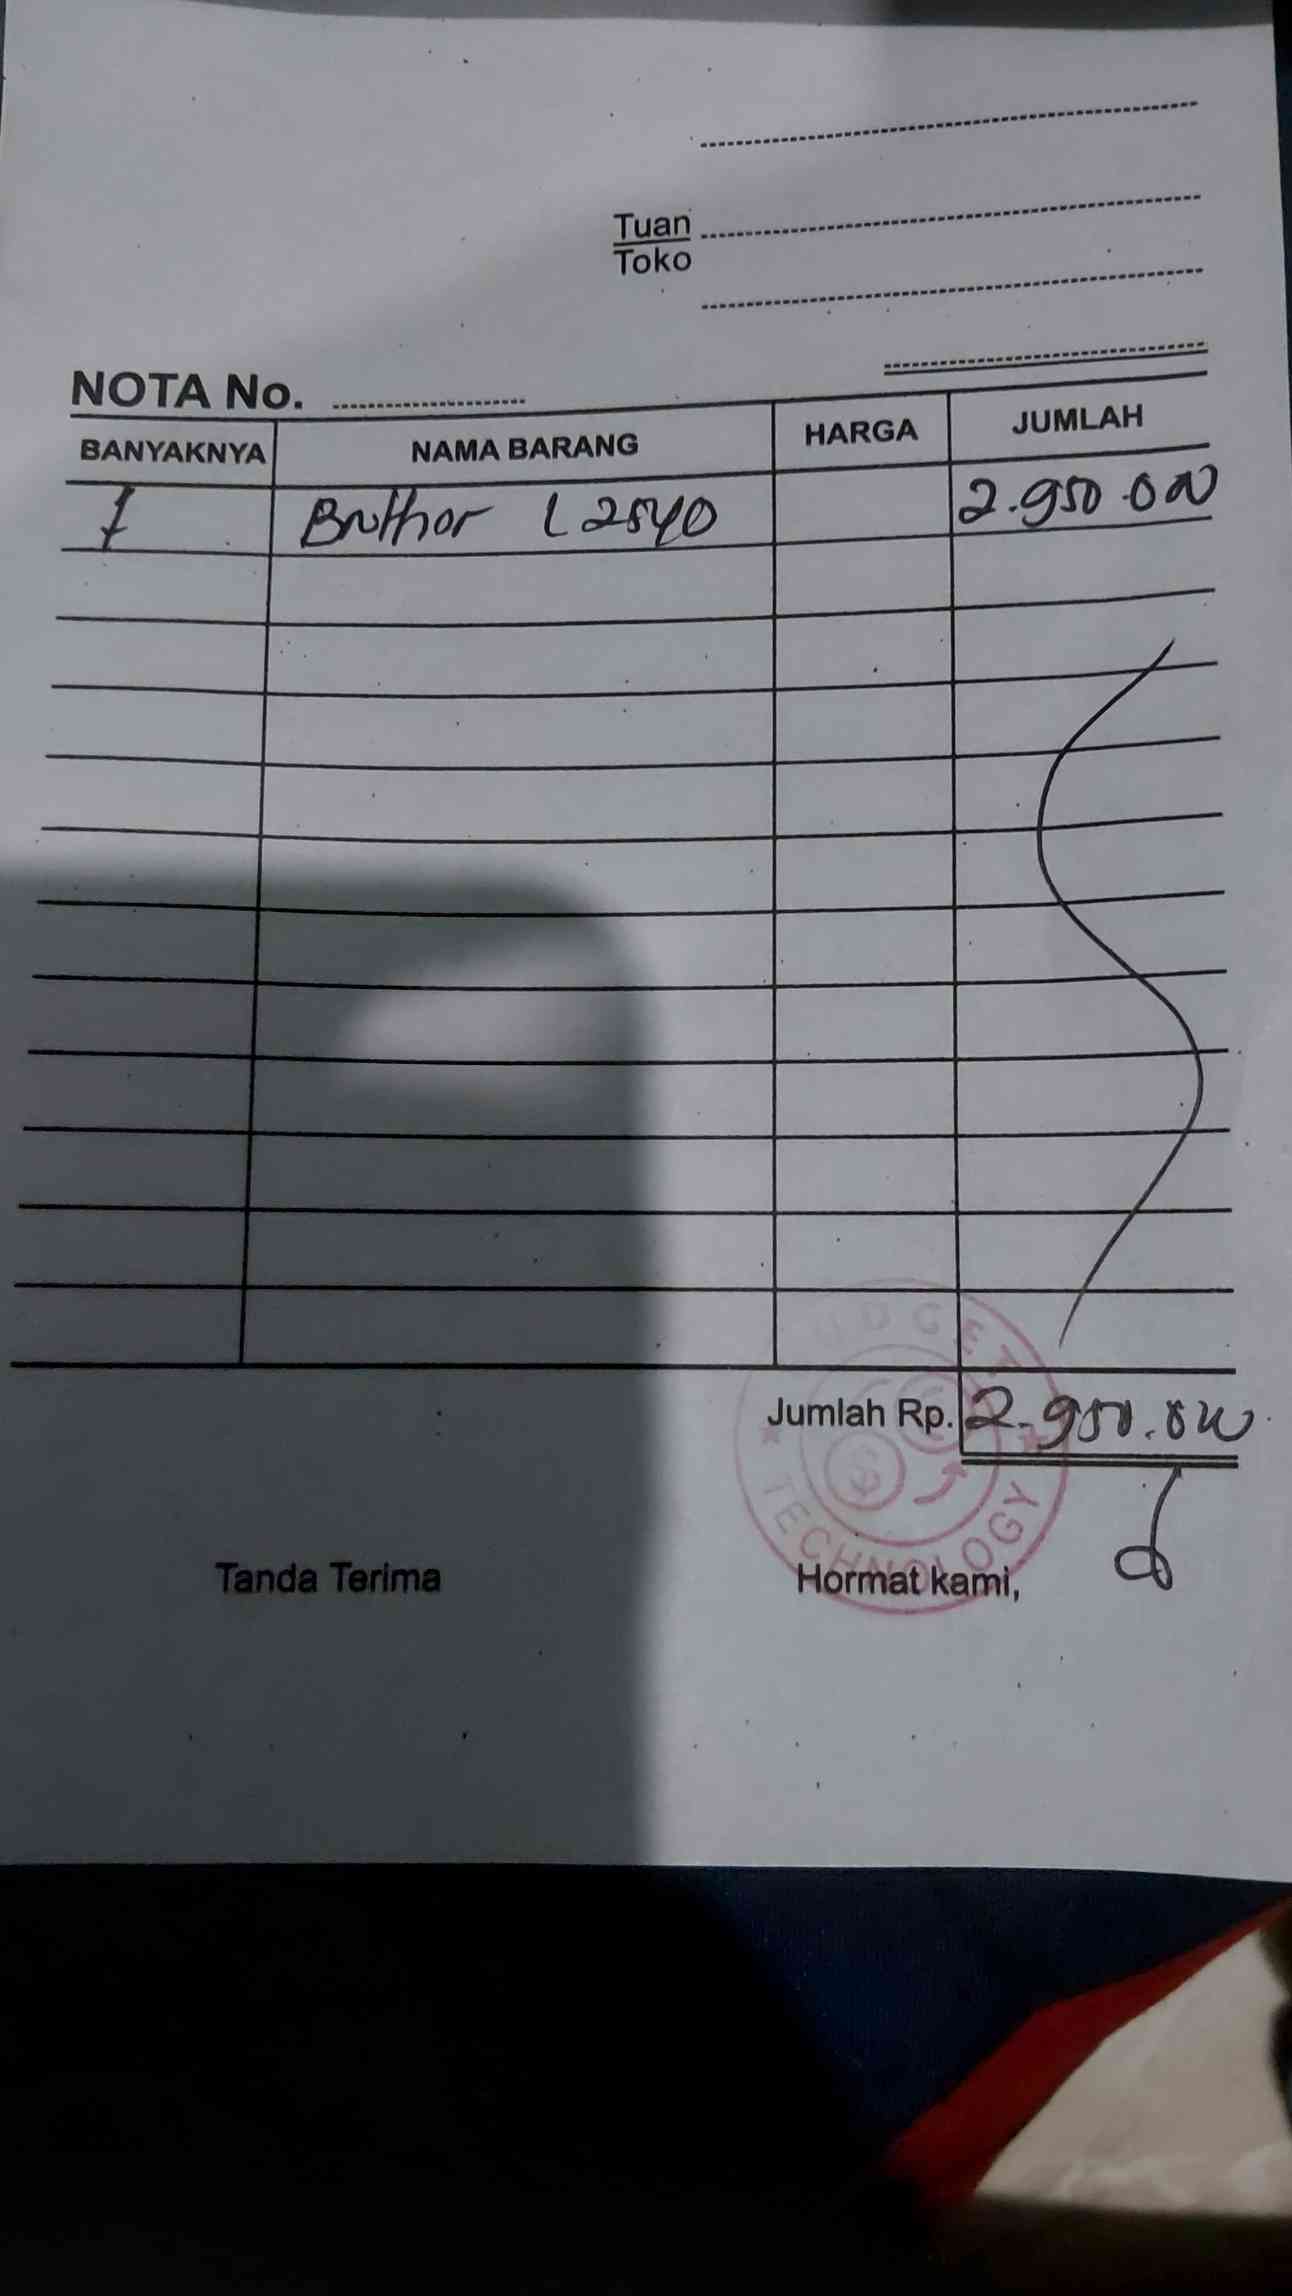 Tuan
Toko
NOTA No.
BANYAKNYA NAMA BARANG HARGA JUMLAH
1 Brother L2540 2.950.000
Jumlah Rp. 2.950.000
TECHNOLOGY
Tanda Terima Hormat kami,